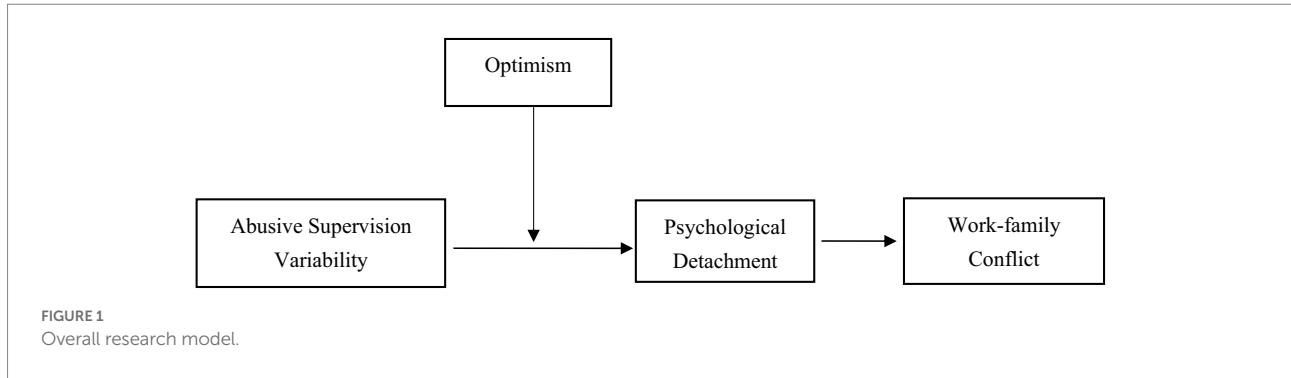 Optimism
Abusive Supervision
Variability
Psychological
Detachment
Work-family
Conflict
FIGURE 1
Overall research model.